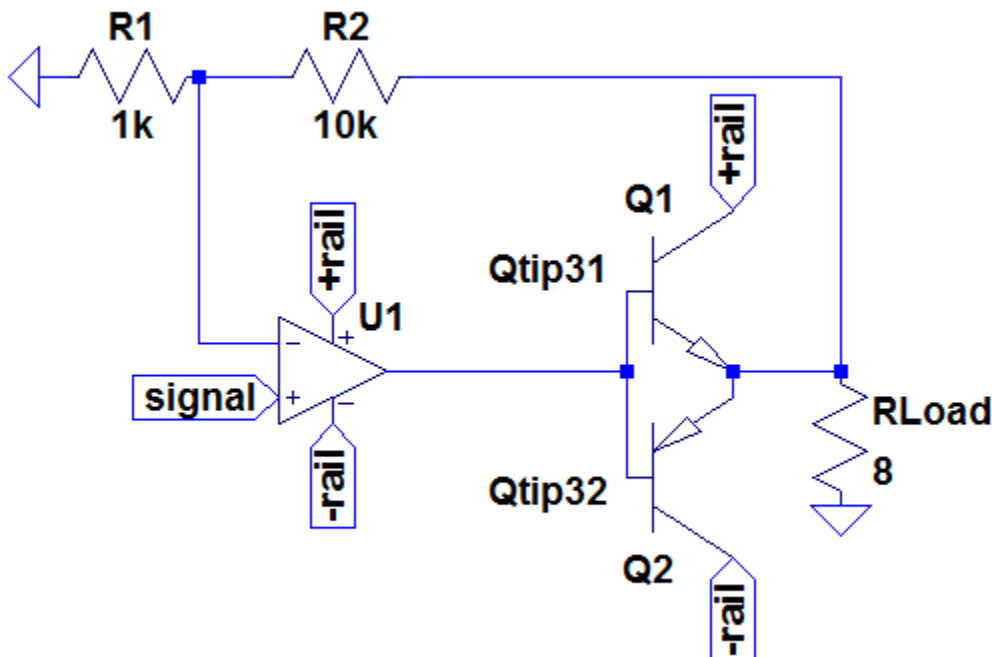 R1
R2
1k
10k
+rail
Q1
+rail
Qtip31
U1
+
−
signal
+
−
RLoad
-rail
8
Qtip32
Q2
-rail